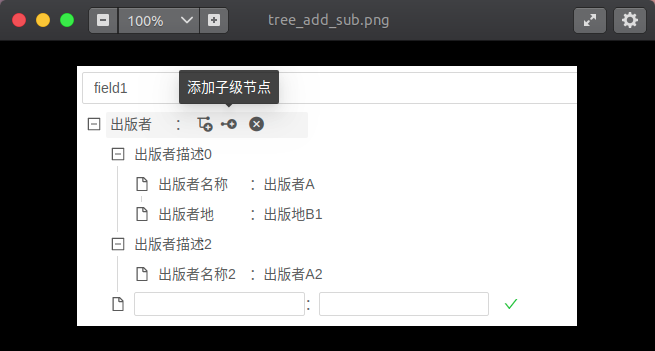 100%
tree_add_sub.png
field1
添加子级节点
出版者 :
出版者描述0
出版者名称 : 出版者A
出版者地 : 出版地B1
出版者描述2
出版者名称2 : 出版者A2
: